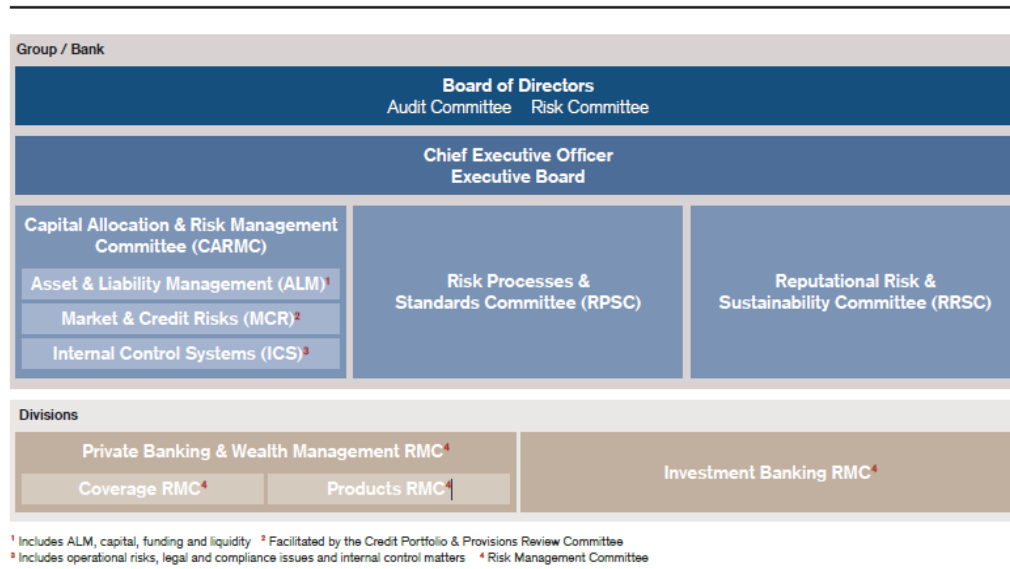 Group / Bank
Board of Directors
Audit Committee Risk Committee
Chief Executive Officer
Executive Board
Capital Allocation & Risk Management
Committee (CARMC)
Asset & Liability Management (ALM)¹
Market & Credit Risks (MCR)²
Internal Control Systems (ICS)³
Risk Processes &
Standards Committee (RPSC)
Reputational Risk &
Sustainability Committee (RRSC)
Divisions
Private Banking & Wealth Management RMC⁴
Coverage RMC⁴
Products RMC⁴
Investment Banking RMC⁴
¹ Includes ALM, capital, funding and liquidity ² Facilitated by the Credit Portfolio & Provisions Review Committee
³ Includes operational risks, legal and compliance issues and internal control matters ⁴ Risk Management Committee